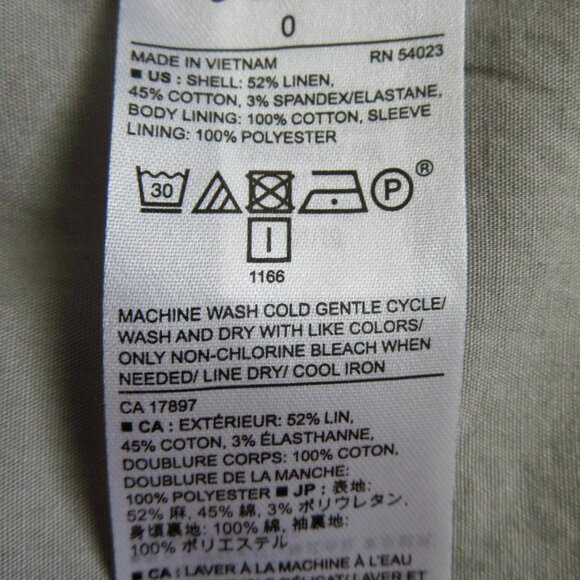 0
MADE IN VIETNAM RN 54023
■ US : SHELL: 52% LINEN,
45% COTTON, 3% SPANDEX/ELASTANE,
BODY LINING: 100% COTTON, SLEEVE
LINING: 100% POLYESTER
30 P®
I
1166
MACHINE WASH COLD GENTLE CYCLE/
WASH AND DRY WITH LIKE COLORS/
ONLY NON-CHLORINE BLEACH WHEN
NEEDED/ LINE DRY/ COOL IRON
CA 17897
■ CA : EXTÉRIEUR: 52% LIN,
45% COTON, 3% ÉLASTHANNE,
DOUBLURE CORPS: 100% COTON,
DOUBLURE DE LA MANCHE:
100% POLYESTER ■ JP : 表地:
52% 麻, 45% 綿, 3% ポリウレタン,
身頃裏地: 100% 綿, 袖裏地:
100% ポリエステル
■ CA : LAVER À LA MACHINE À L'EAU